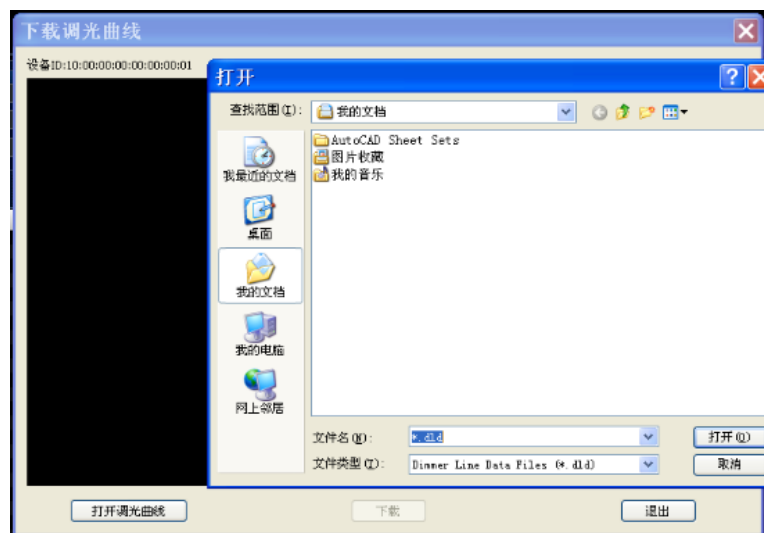 下载调光曲线
设备ID:10:00:00:00:00:00:00:01
打开
查找范围(I):
我的文档
我最近的文档
桌面
我的文档
我的电脑
网上邻居
AutoCAD Sheet Sets
图片收藏
我的音乐
文件名(N):
*.dld
打开(O)
文件类型(T):
Dimmer Line Data Files (*.dld)
取消
打开调光曲线
下载
退出